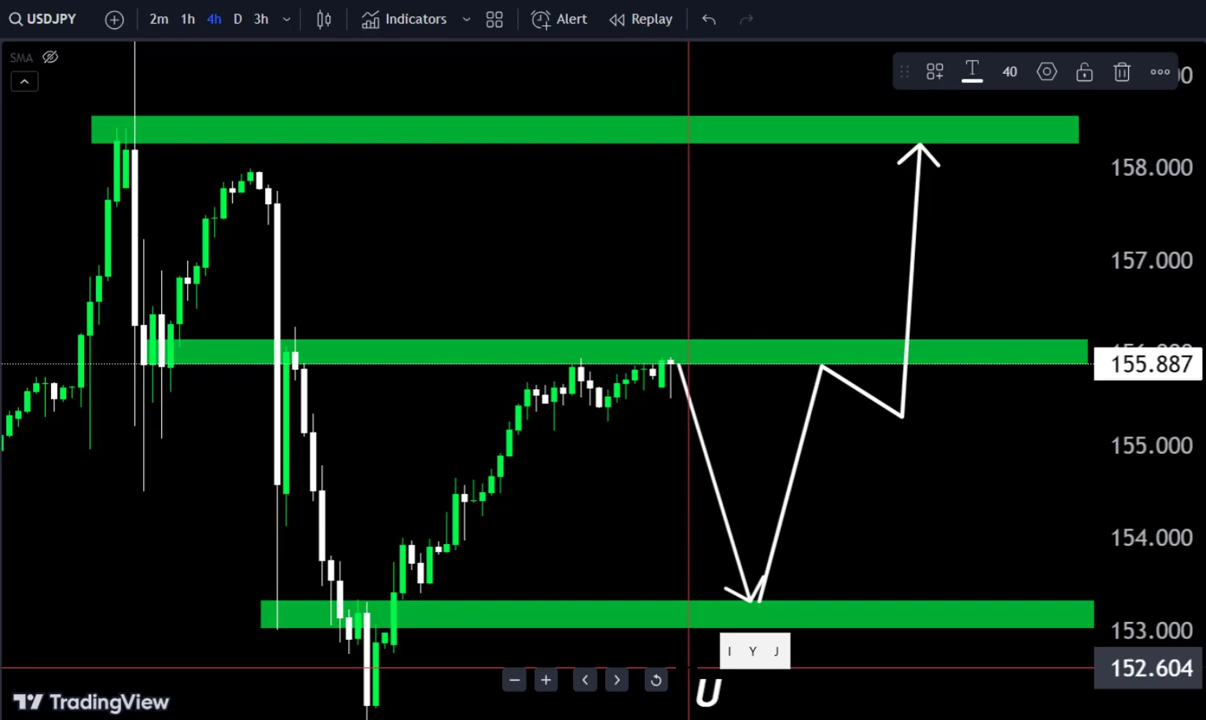 USDJPY 2m 1h 4h D 3h Indicators Alert Replay
SMA
40
158.000
157.000
155.887
155.000
154.000
153.000
I Y J
152.604
U
TradingView